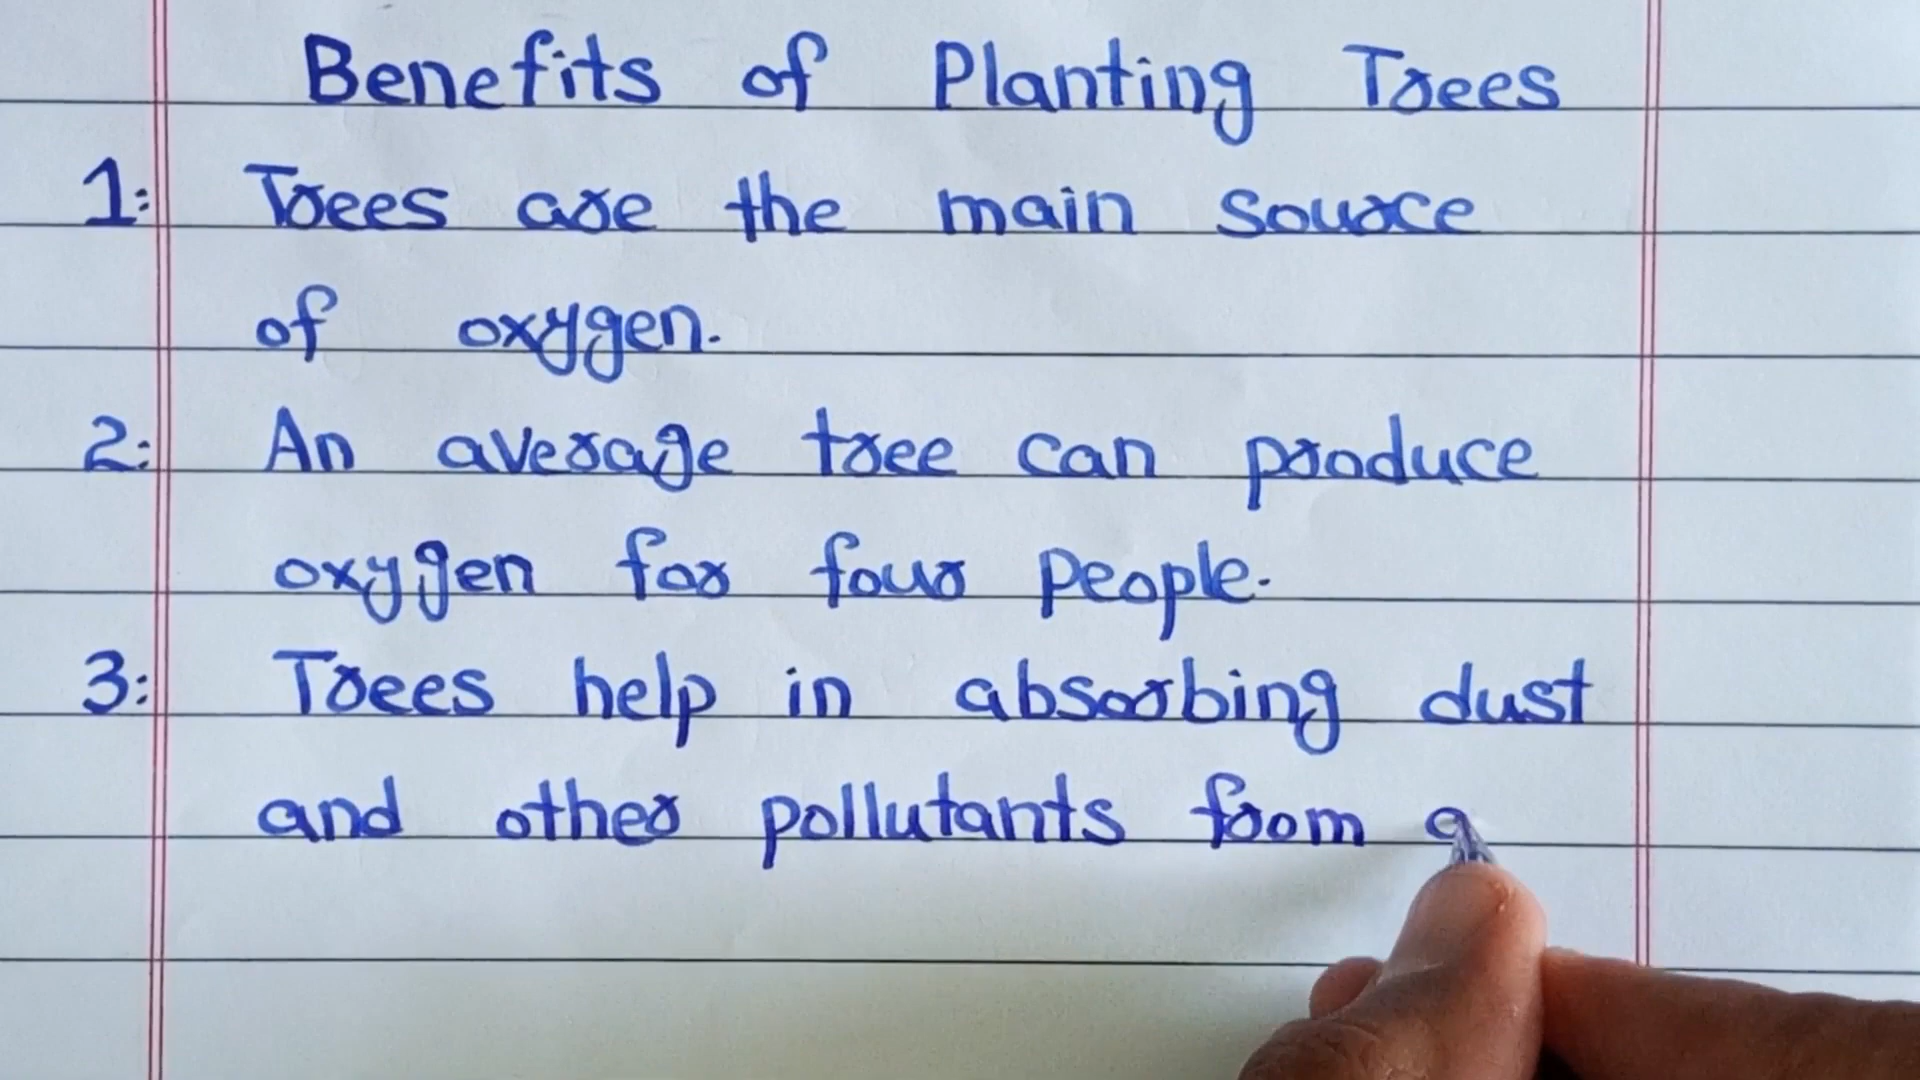 Benefits of Planting Trees
1: Trees are the main source
of oxygen.
2: An average tree can produce
oxygen for four people.
3: Trees help in absorbing dust
and other pollutants from a